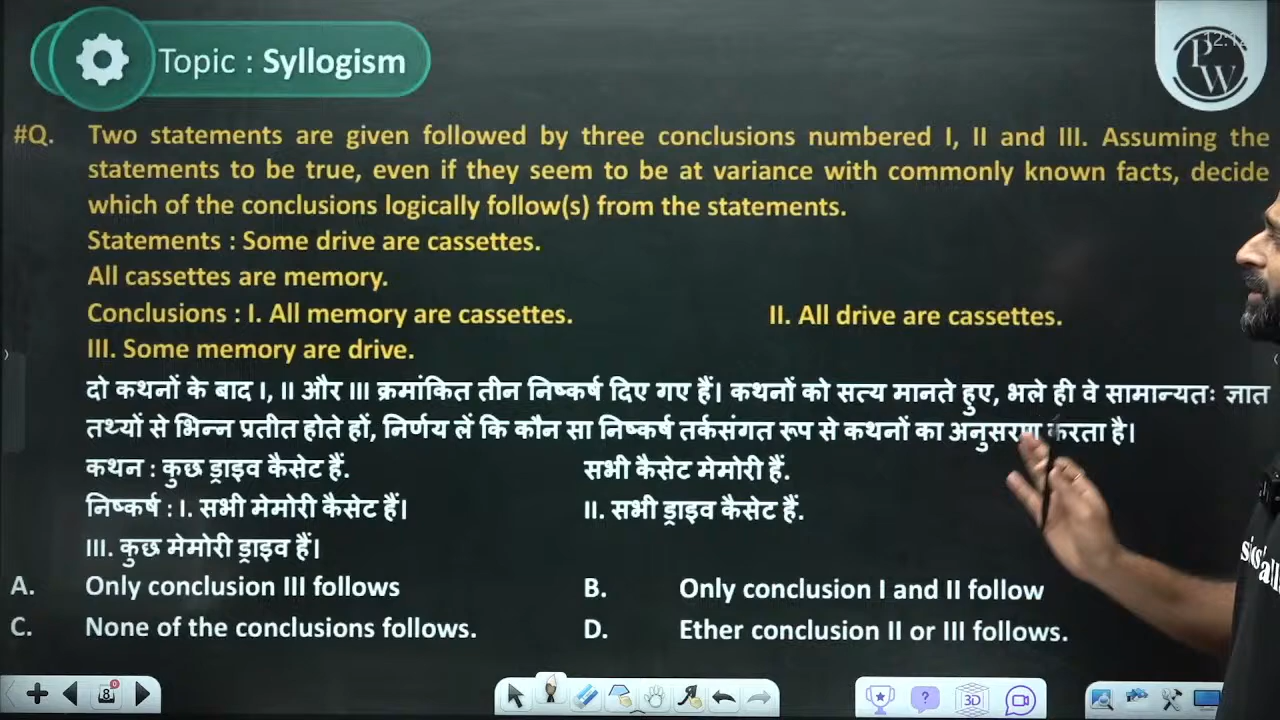 Topic : Syllogism
PW
#Q. Two statements are given followed by three conclusions numbered I, II and III. Assuming the
statements to be true, even if they seem to be at variance with commonly known facts, decide
which of the conclusions logically follow(s) from the statements.
Statements : Some drive are cassettes.
All cassettes are memory.
Conclusions : I. All memory are cassettes. II. All drive are cassettes.
III. Some memory are drive.
दो कथनों के बाद I, II और III क्रमांकित तीन निष्कर्ष दिए गए हैं। कथनों को सत्य मानते हुए, भले ही वे सामान्यतः ज्ञात
तथ्यों से भिन्न प्रतीत होते हों, निर्णय लें कि कौन सा निष्कर्ष तर्कसंगत रूप से कथनों का अनुसरण करता है।
कथन : कुछ ड्राइव कैसेट हैं. सभी कैसेट मेमोरी हैं.
निष्कर्ष : I. सभी मेमोरी कैसेट हैं। II. सभी ड्राइव कैसेट हैं.
III. कुछ मेमोरी ड्राइव हैं।
A. Only conclusion III follows B. Only conclusion I and II follow
C. None of the conclusions follows. D. Ether conclusion II or III follows.
8 0 ? 3D